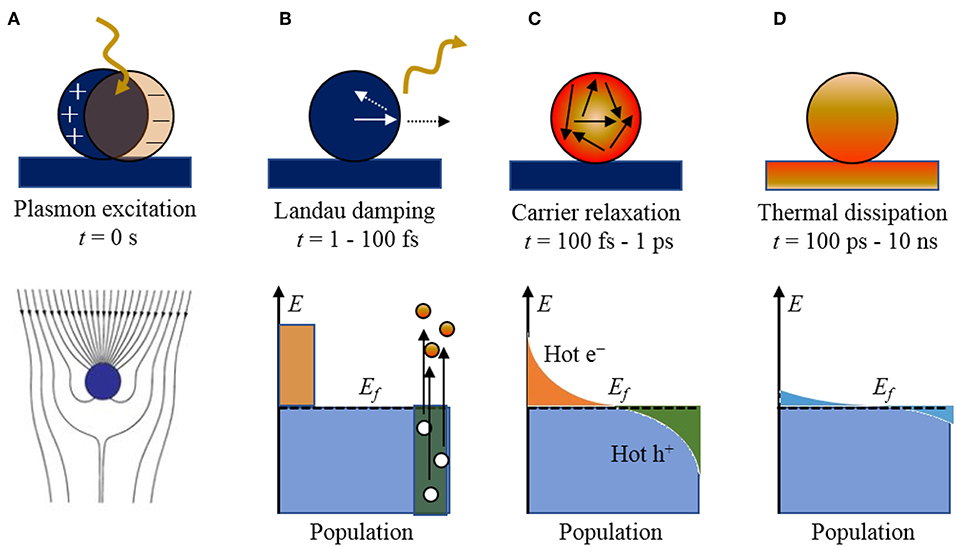 A
B
C
D
+
+
+
−
−
−
Plasmon excitation
t = 0 s
Landau damping
t = 1 - 100 fs
Carrier relaxation
t = 100 fs - 1 ps
Thermal dissipation
t = 100 ps - 10 ns
E
E_f
Population
E
Hot e⁻
E_f
Hot h⁺
Population
E
E_f
Population